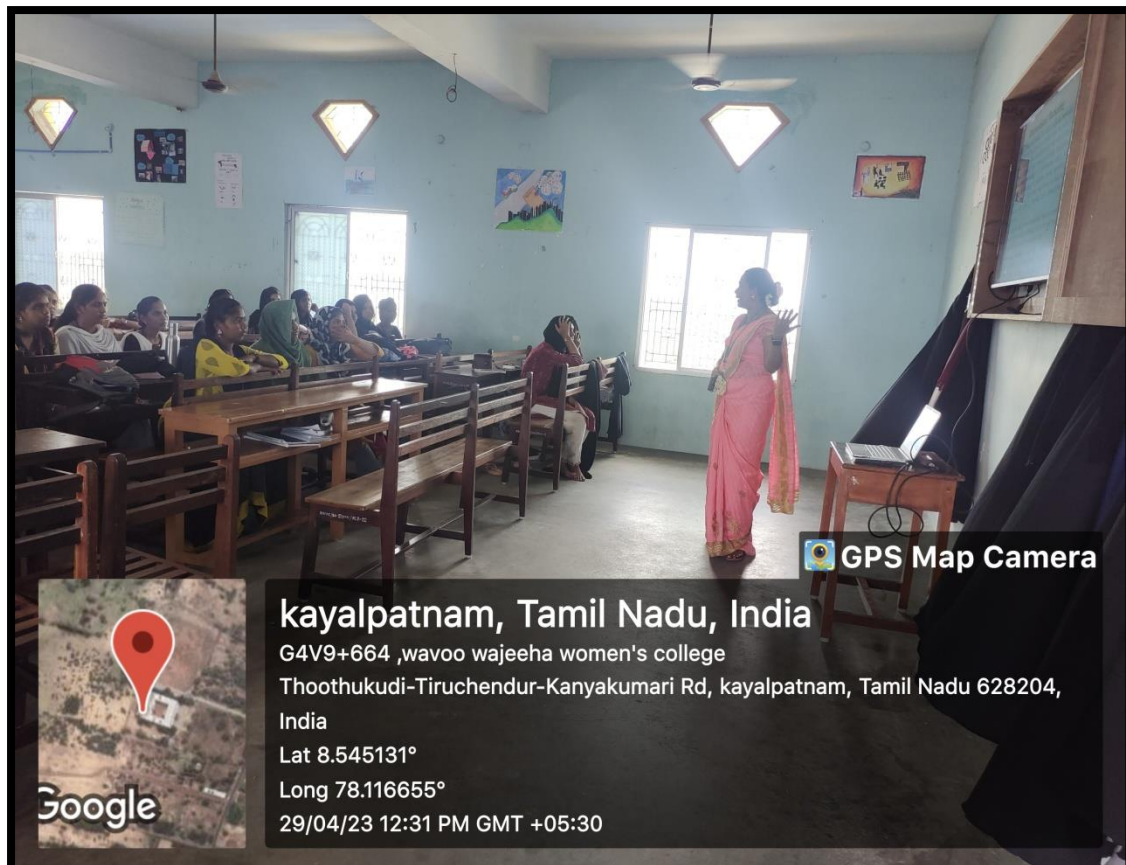 GPS Map Camera
kayalpatnam, Tamil Nadu, India
G4V9+664 ,wavoo wajeeha women's college
Thoothukudi-Tiruchendur-Kanyakumari Rd, kayalpatnam, Tamil Nadu 628204,
India
Lat 8.545131°
Long 78.116655°
29/04/23 12:31 PM GMT +05:30
Google